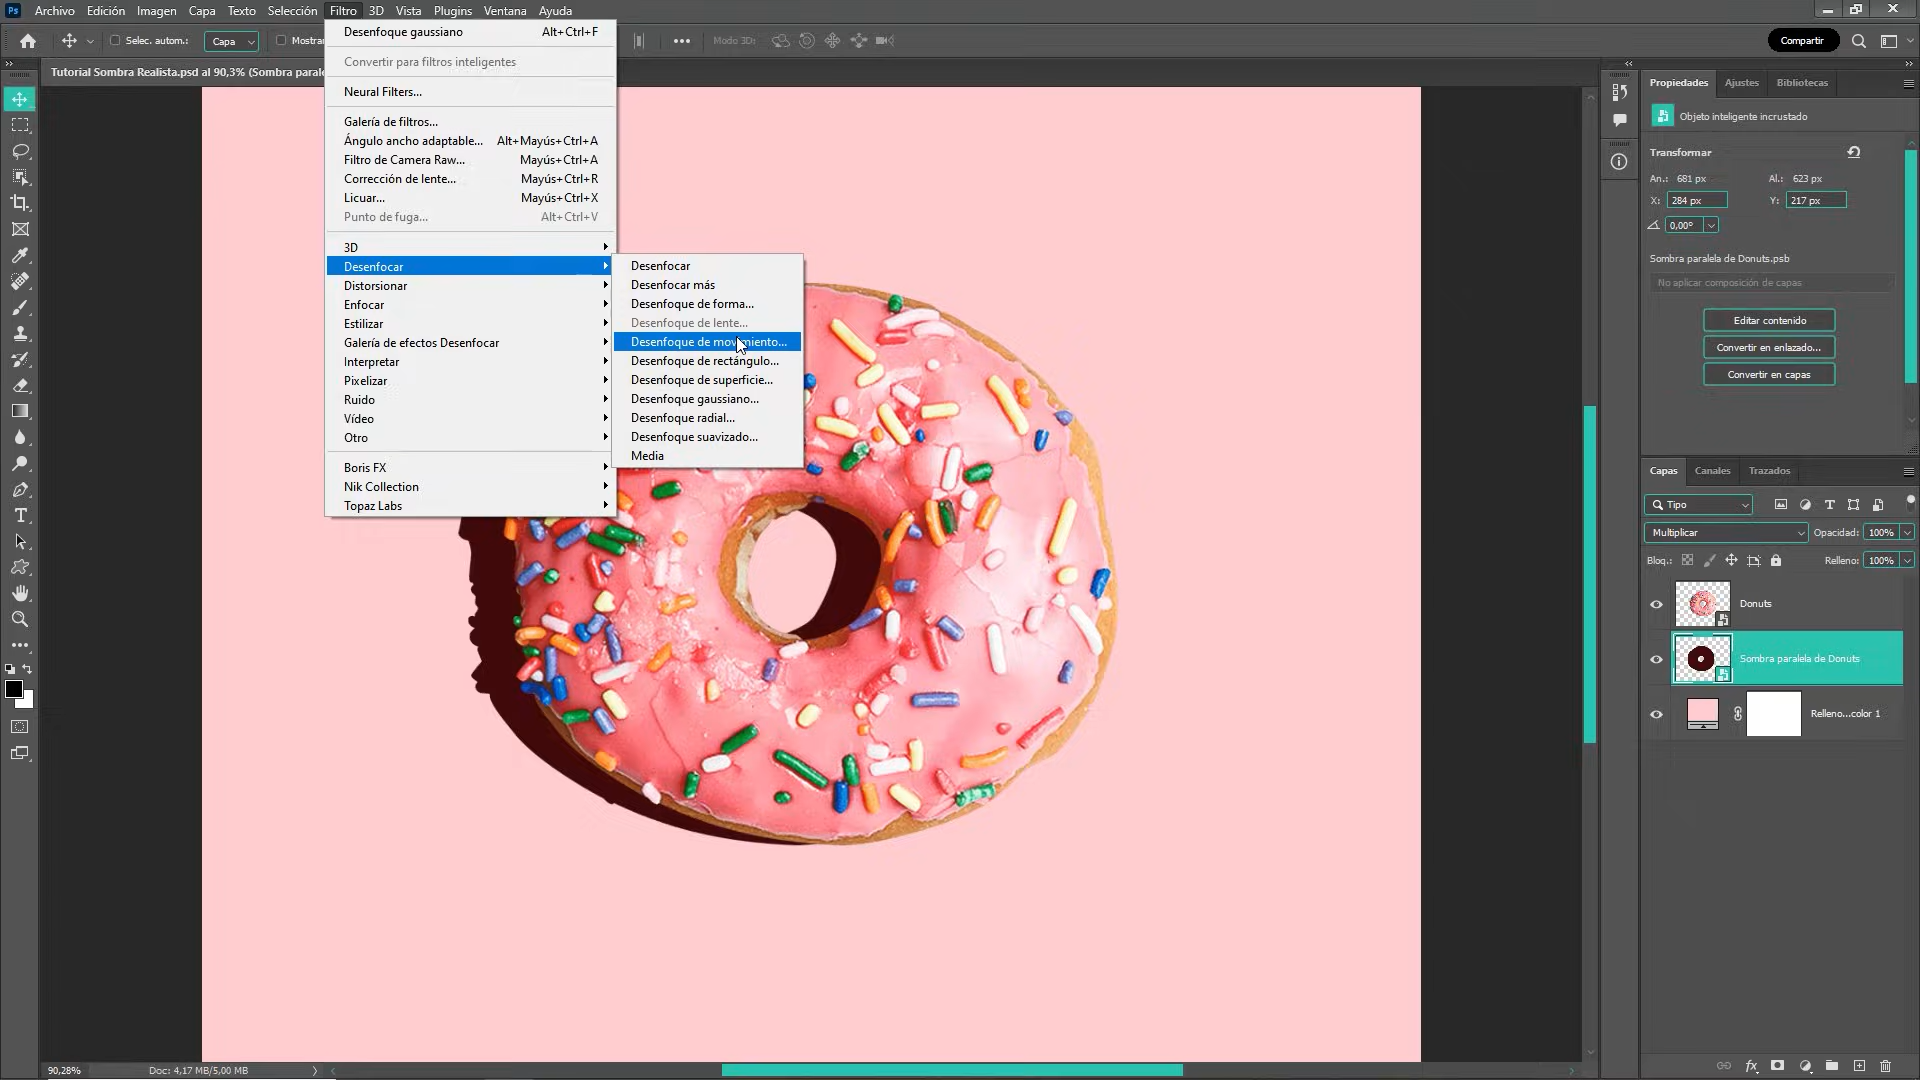 Ps Archivo Edición Imagen Capa Texto Selección Filtro 3D Vista Plugins Ventana Ayuda
Selec. autom.: Capa Mostrar
Modo 3D:
Compartir
Tutorial Sombra Realista.psd al 90,3% (Sombra paral
Desenfoque gaussiano Alt+Ctrl+F
Convertir para filtros inteligentes
Neural Filters...
Galería de filtros...
Ángulo ancho adaptable... Alt+Mayús+Ctrl+A
Filtro de Camera Raw... Mayús+Ctrl+A
Corrección de lente... Mayús+Ctrl+R
Licuar... Mayús+Ctrl+X
Punto de fuga... Alt+Ctrl+V
3D
Desenfocar
Distorsionar
Enfocar
Estilizar
Galería de efectos Desenfocar
Interpretar
Pixelizar
Ruido
Vídeo
Otro
Boris FX
Nik Collection
Topaz Labs
Desenfocar
Desenfocar más
Desenfoque de forma...
Desenfoque de lente...
Desenfoque de movimiento...
Desenfoque de rectángulo...
Desenfoque de superficie...
Desenfoque gaussiano...
Desenfoque radial...
Desenfoque suavizado...
Media
Propiedades Ajustes Bibliotecas
Objeto inteligente incrustado
Transformar
An.: 681 px Al.: 623 px
X: 284 px Y: 217 px
0,00°
Sombra paralela de Donuts.psb
No aplicar composición de capas
Editar contenido
Convertir en enlazado...
Convertir en capas
Capas Canales Trazados
Tipo
Multiplicar Opacidad: 100%
Bloq.: Relleno: 100%
Donuts
Sombra paralela de Donuts
Relleno...color 1
fx
90,28% Doc: 4,17 MB/5,00 MB